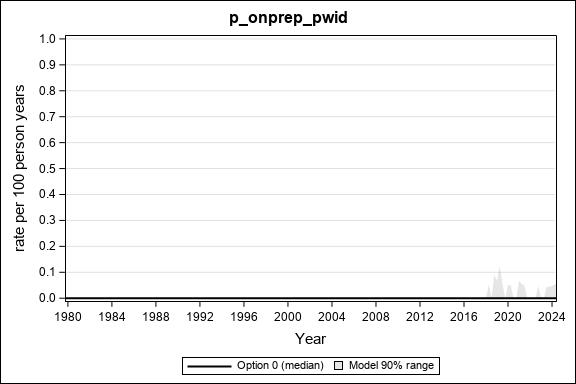 p_onprep_pwid
rate per 100 person years
1.0
0.9
0.8
0.7
0.6
0.5
0.4
0.3
0.2
0.1
0.0
1980 1984 1988 1992 1996 2000 2004 2008 2012 2016 2020 2024
Year
Option 0 (median) Model 90% range